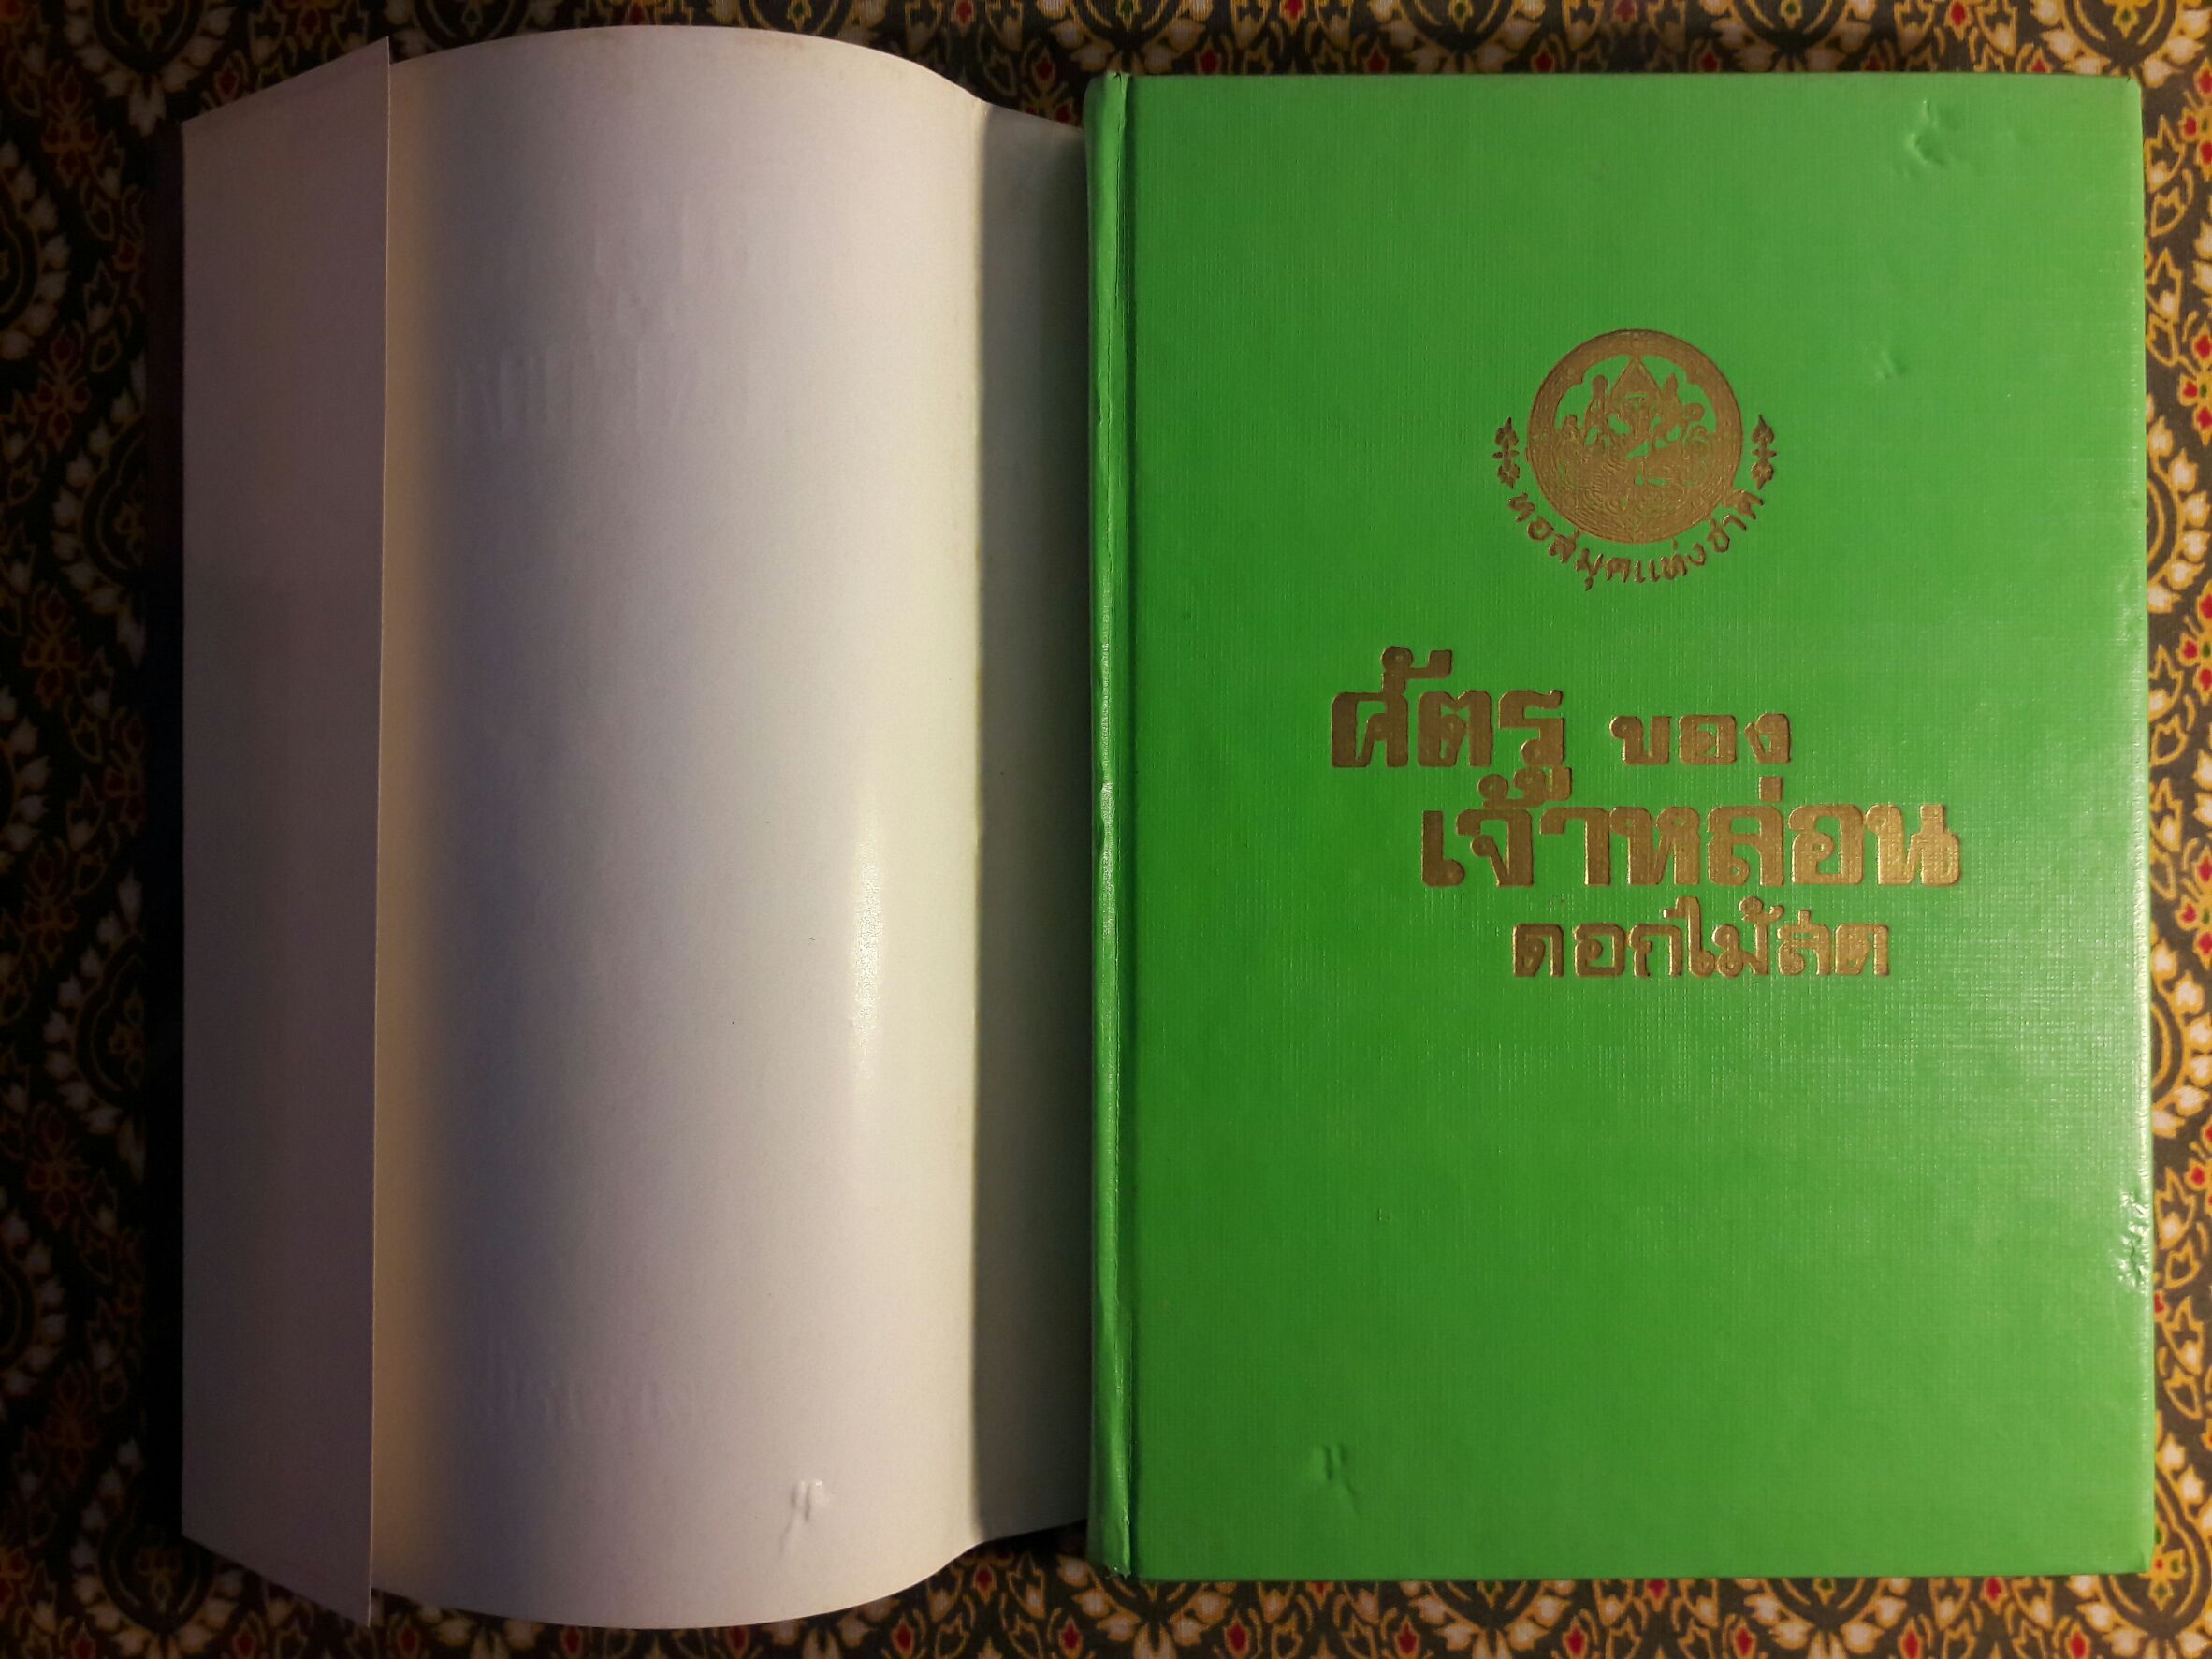 หอสมุดแห่งชาติ
ศัตรู ของ
เจ้าหล่อน
ดอกไม้สด